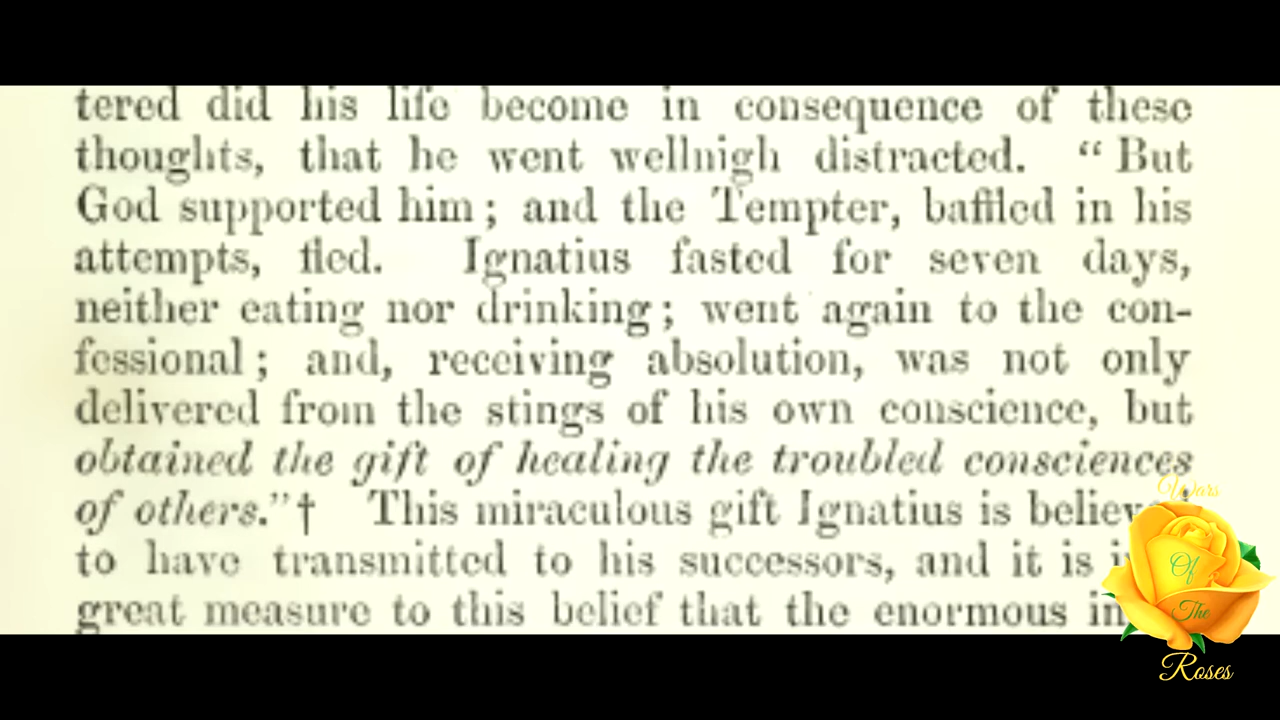 tered did his life become in consequence of these
thoughts, that he went wellnigh distracted. “ But
God supported him ; and the Tempter, baffled in his
attempts, fled. Ignatius fasted for seven days,
neither eating nor drinking ; went again to the con-
fessional ; and, receiving absolution, was not only
delivered from the stings of his own conscience, but
obtained the gift of healing the troubled consciences
of others.” † This miraculous gift Ignatius is
to have transmitted to his successors, and it is
great measure to this belief that the enormous
Wars
Of
The
Roses